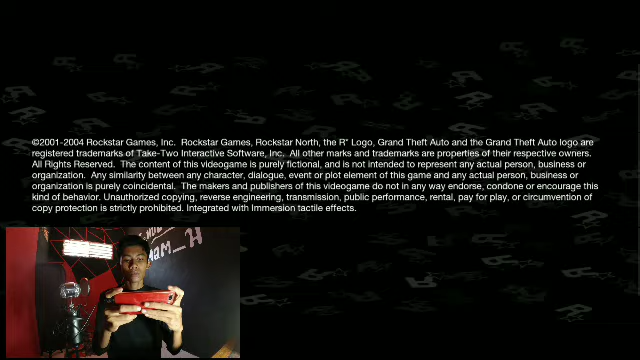 ©2001-2004 Rockstar Games, Inc.  Rockstar Games, Rockstar North, the R* Logo, Grand Theft Auto and the Grand Theft Auto logo are
registered trademarks of Take-Two Interactive Software, Inc.  All other marks and trademarks are properties of their respective owners.
All Rights Reserved.  The content of this videogame is purely fictional, and is not intended to represent any actual person, business or
organization.  Any similarity between any character, dialogue, event or plot element of this game and any actual person, business or
organization is purely coincidental.  The makers and publishers of this videogame do not in any way endorse, condone or encourage this
kind of behavior. Unauthorized copying, reverse engineering, transmission, public performance, rental, pay for play, or circumvention of
copy protection is strictly prohibited.  Integrated with Immersion tactile effects.